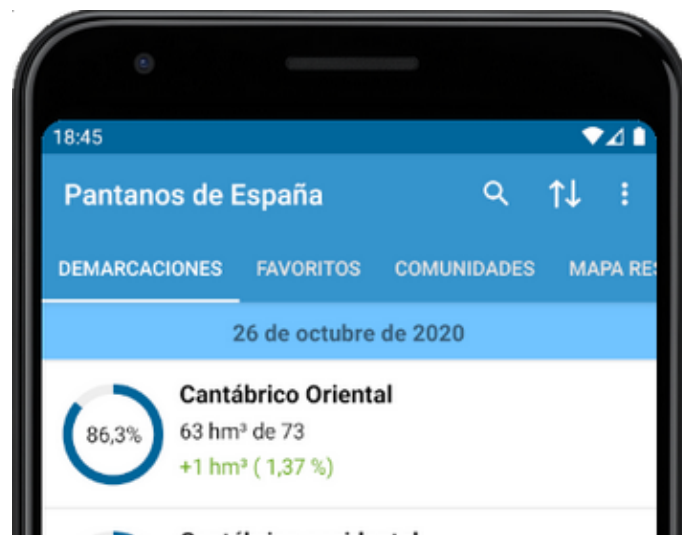 18:45
Pantanos de España
DEMARCACIONES FAVORITOS COMUNIDADES MAPA RES
26 de octubre de 2020
Cantábrico Oriental
86,3%
63 hm³ de 73
+1 hm³ ( 1,37 %)